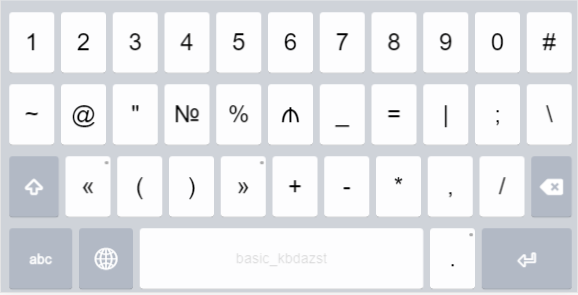 1 2 3 4 5 6 7 8 9 0 #
~ @ " № % ₼ _ = | ; \
« ( ) » + - * , /
abc basic_kbdazst .